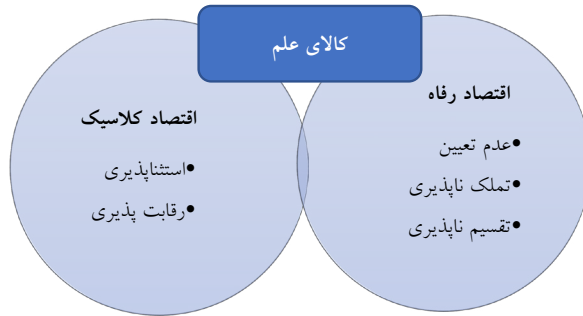 کالای علم
اقتصاد رفاه
•عدم تعیین
•تملک ناپذیری
•تقسیم ناپذیری
اقتصاد کلاسیک
•استثناپذیری
•رقابت پذیری